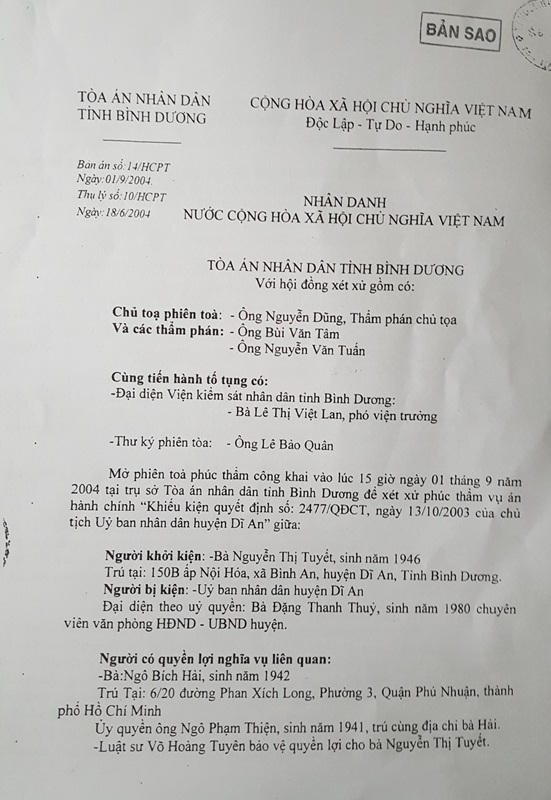 BẢN SAO
TÒA ÁN NHÂN DÂN
TỈNH BÌNH DƯƠNG
CỘNG HÒA XÃ HỘI CHỦ NGHĨA VIỆT NAM
Độc Lập - Tự Do - Hạnh phúc
Bản án số:14/HCPT
Ngày:01/9/2004
Thụ lý số:10/HCPT
Ngày:18/6/2004
NHÂN DANH
NƯỚC CỘNG HÒA XÃ HỘI CHỦ NGHĨA VIỆT NAM
TÒA ÁN NHÂN DÂN TỈNH BÌNH DƯƠNG
Với hội đồng xét xử gồm có:
Chủ toạ phiên toà: - Ông Nguyễn Dũng, Thẩm phán chủ tọa
Và các thẩm phán: - Ông Bùi Văn Tâm
- Ông Nguyễn Văn Tuấn
Cùng tiến hành tố tụng có:
-Đại diện Viện kiểm sát nhân dân tỉnh Bình Dương:
- Bà Lê Thị Việt Lan, phó viện trưởng
-Thư ký phiên tòa: - Ông Lê Bảo Quân
Mở phiên toà phúc thẩm công khai vào lúc 15 giờ ngày 01 tháng 9 năm
2004 tại trụ sở Tòa án nhân dân tỉnh Bình Dương để xét xử phúc thẩm vụ án
hành chính “Khiếu kiện quyết định số: 2477/QĐCT, ngày 13/10/2003 của chủ
tịch Uỷ ban nhân dân huyện Dĩ An” giữa:
Người khởi kiện: -Bà Nguyễn Thị Tuyết, sinh năm 1946
Trú tại: 150B ấp Nội Hóa, xã Bình An, huyện Dĩ An, Tỉnh Bình Dương.
Người bị kiện: -Uỷ ban nhân dân huyện Dĩ An
Đại diện theo uỷ quyền: Bà Đặng Thanh Thuỷ, sinh năm 1980 chuyên
viên văn phòng HĐND - UBND huyện.
Người có quyền lợi nghĩa vụ liên quan:
-Bà:Ngô Bích Hải, sinh năm 1942
Trú Tại: 6/20 đường Phan Xích Long, Phường 3, Quận Phú Nhuận, thành
phố Hồ Chí Minh
Ủy quyền ông Ngô Phạm Thiện, sinh năm 1941, trú cùng địa chỉ bà Hải.
-Luật sư Võ Hoàng Tuyên bảo vệ quyền lợi cho bà Nguyễn Thị Tuyết.